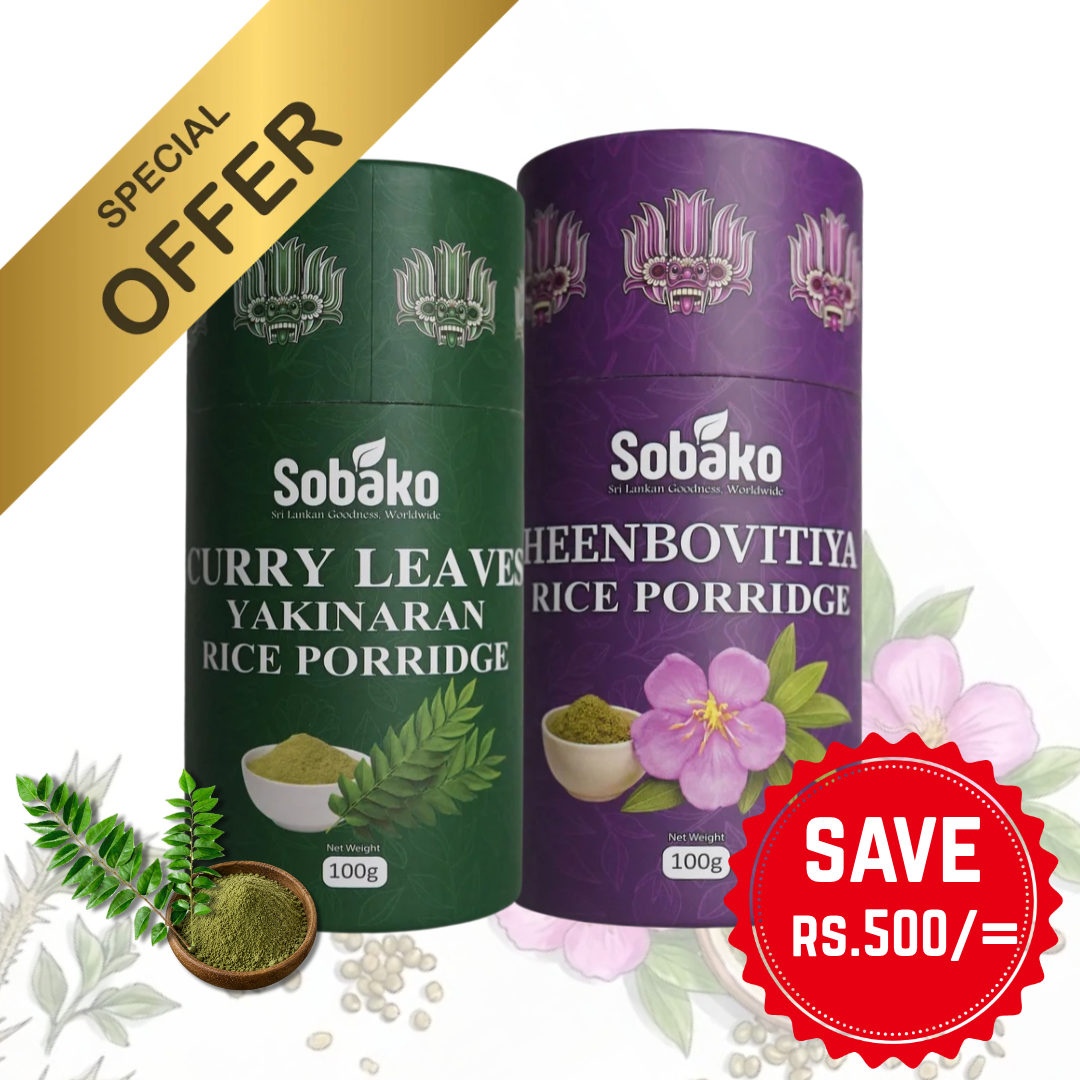 SPECIAL
OFFER
Sobako
Sri Lankan Goodness, Worldwide
CURRY LEAVES
YAKINARAN
RICE PORRIDGE
Net Weight
100g
Sobako
Sri Lankan Goodness, Worldwide
HEENBOVITIYA
RICE PORRIDGE
Net Weight
100g
SAVE
RS.500/=